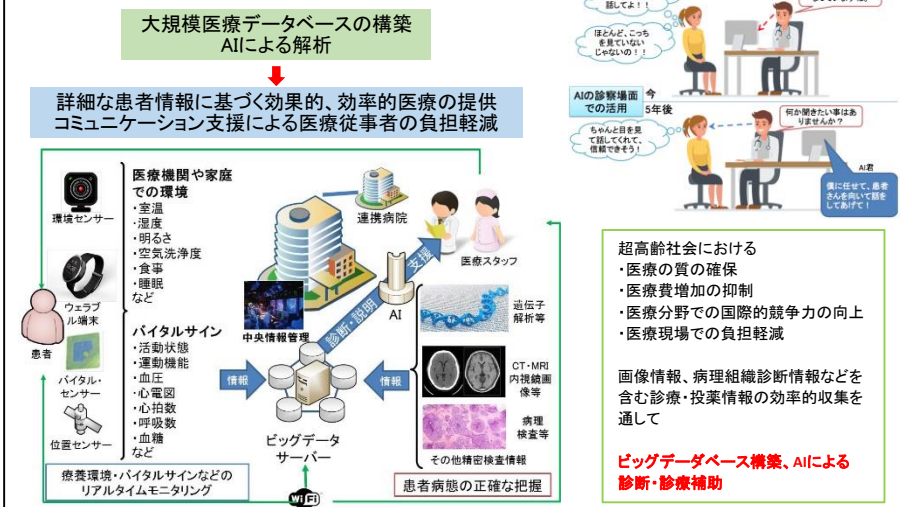 大規模医療データベースの構築
AIによる解析
詳細な患者情報に基づく効果的、効率的医療の提供
コミュニケーション支援による医療従事者の負担軽減
環境センサー
ウェラブ
ル端末
患者
バイタル・
センサー
位置センサー
医療機関や家庭
での環境
・室温
・湿度
・明るさ
・空気洗浄度
・食事
・睡眠
など
バイタルサイン
・活動状態
・運動機能
・血圧
・心電図
・心拍数
・呼吸数
・血糖
など
療養環境・バイタルサインなどの
リアルタイムモニタリング
連携病院
医療スタッフ
支援
AI
診断・説明
中央情報管理
情報
情報
ビッグデータ
サーバー
WiFi
遺伝子
解析等
CT・MRI
内視鏡画
像等
病理
検査等
その他精密検査情報
患者病態の正確な把握
話してよ！！
ほとんど、こっち
を見ていない
じゃないの！！
AIの診察場面
での活用
今
5年後
ちゃんと目を見
て話してくれて、
信頼できそう！
何か聞きたい事はあ
りませんか？
AI君
僕に任せて、患者
さんを向いて話を
してあげて！
超高齢社会における
・医療の質の確保
・医療費増加の抑制
・医療分野での国際的競争力の向上
・医療現場での負担軽減
画像情報、病理組織診断情報などを
含む診療・投薬情報の効率的収集を
通して
ビッグデータベース構築、AIによる
診断・診療補助